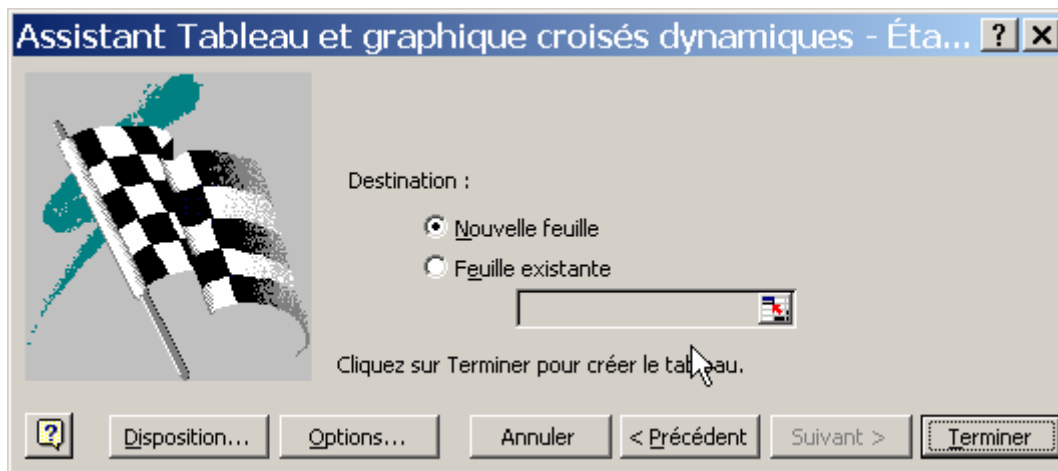 Assistant Tableau et graphique croisés dynamiques - Éta...
Destination :
Nouvelle feuille
Feuille existante
Cliquez sur Terminer pour créer le tableau.
Disposition... Options... Annuler < Précédent Suivant > Terminer